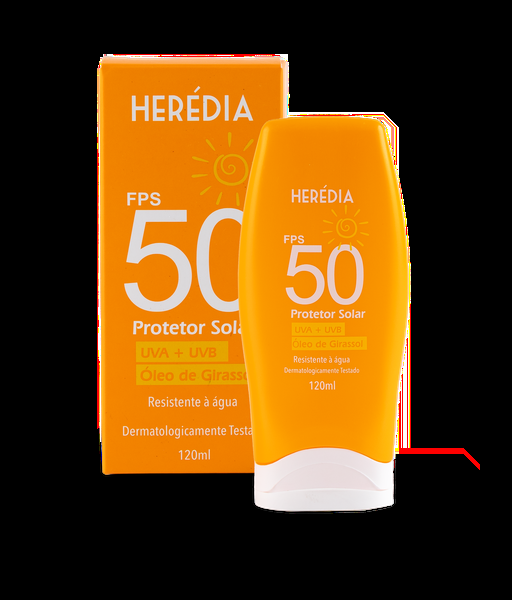 HERÉDIA
FPS
50
Protetor Solar
UVA + UVB
Óleo de Girassol
Resistente à água
Dermatologicamente Testado
120ml
HERÉDIA
FPS
50
Protetor Solar
UVA + UVB
Óleo de Girassol
Resistente à água
Dermatologicamente Testado
120ml